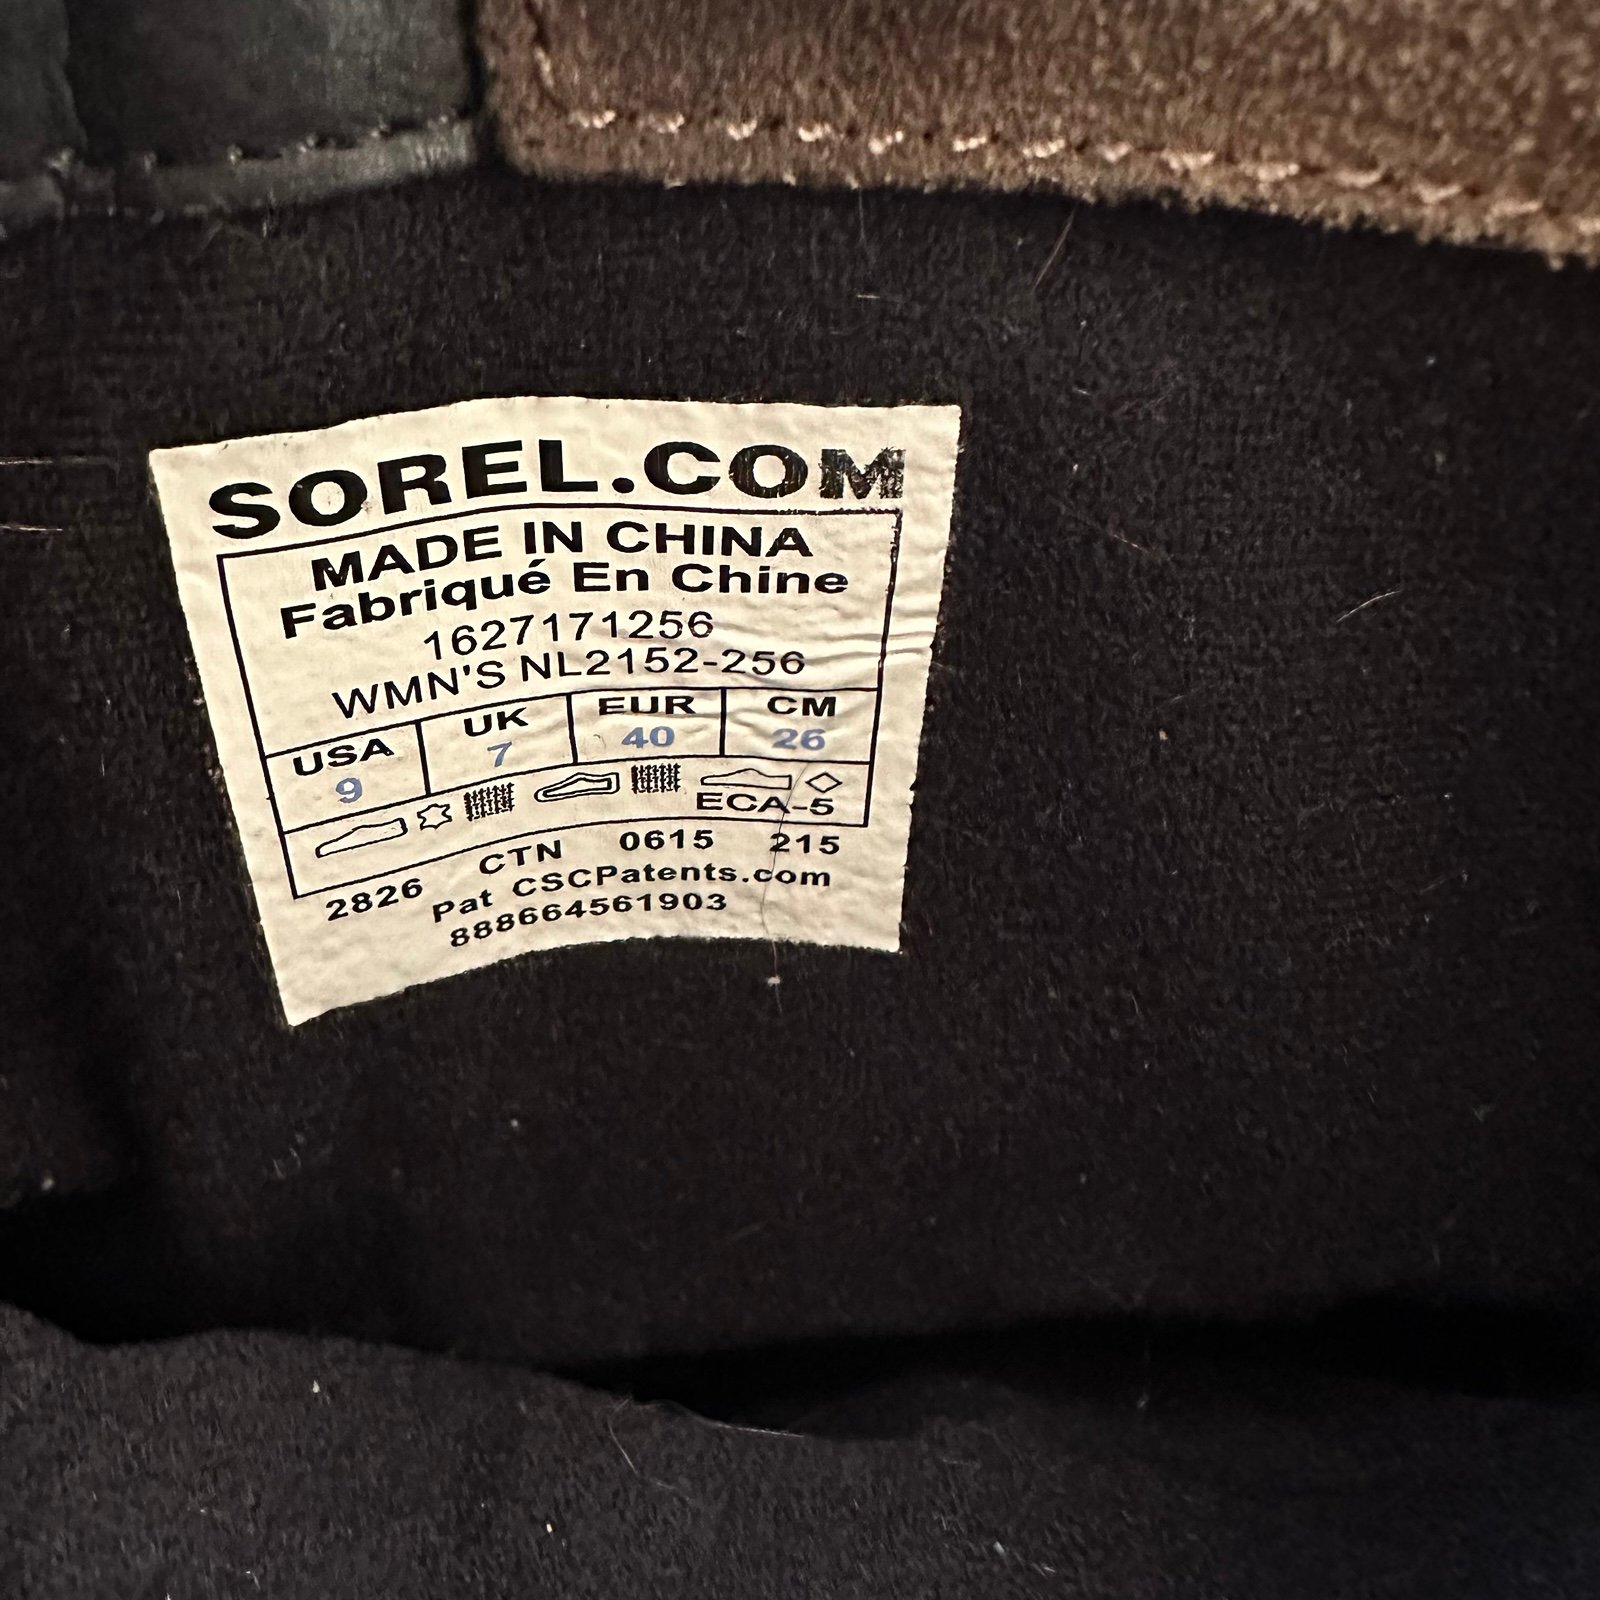 SOREL.COM
MADE IN CHINA
Fabriqué En Chine
1627171256
WMN'S NL2152-256
USA UK EUR CM
9 7 40 26
ECA-5
2826 CTN 0615 215
Pat CSCPatents.com
888664561903